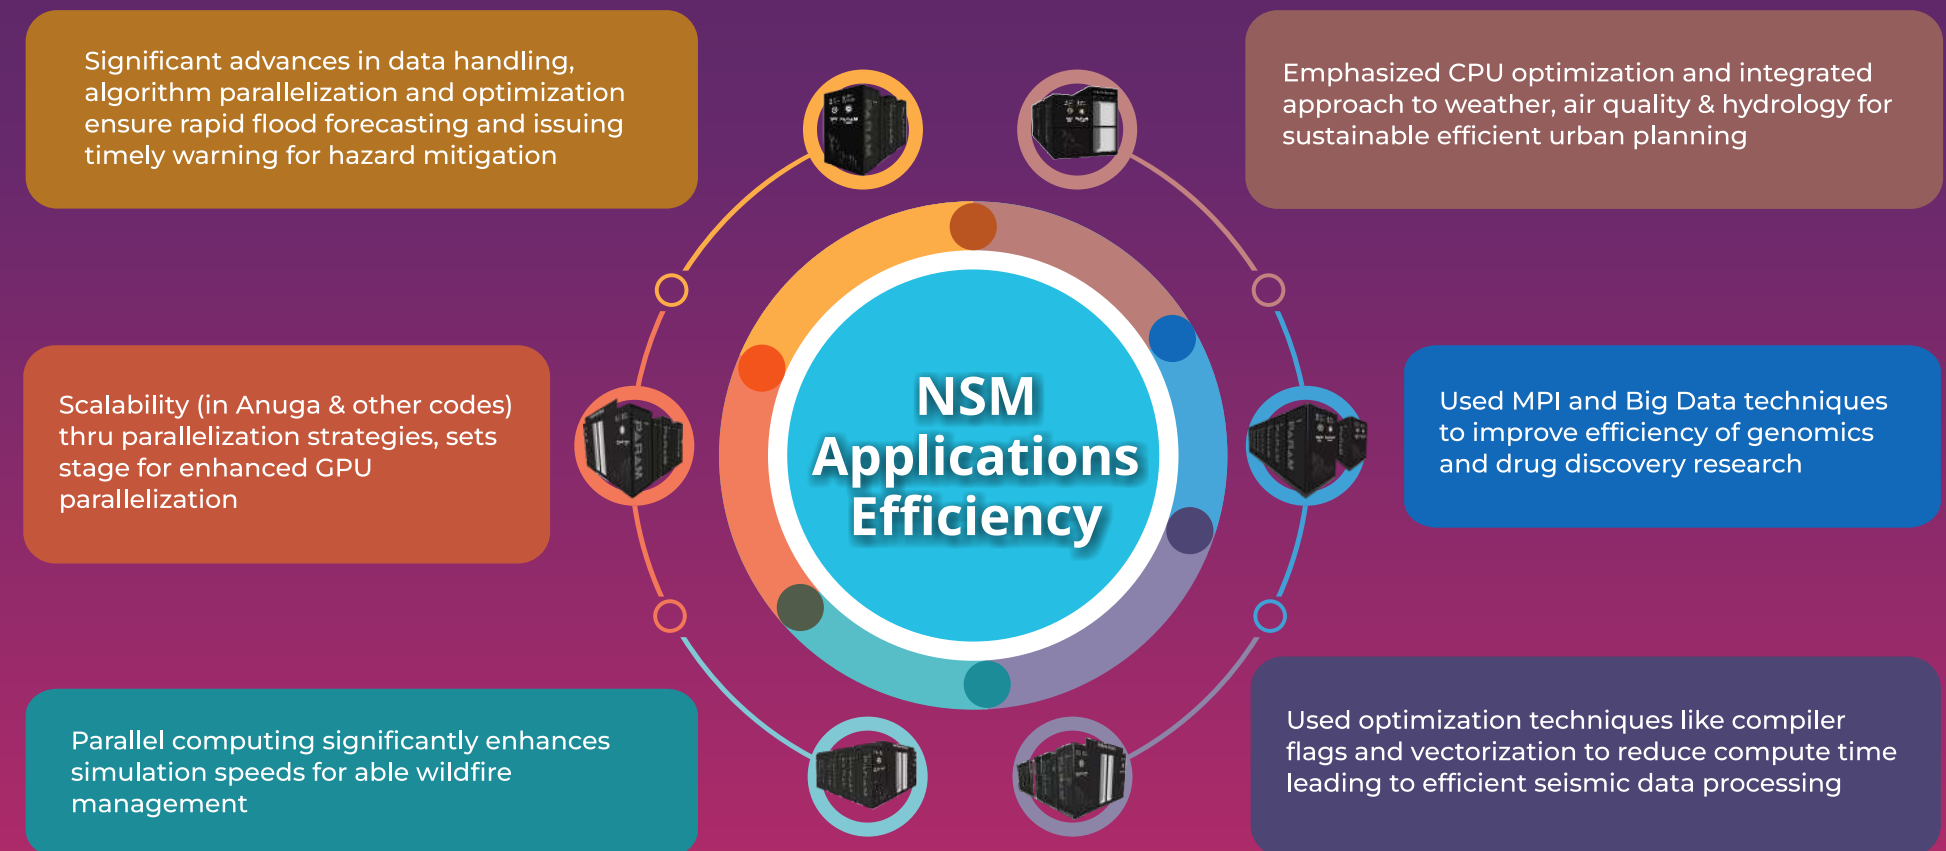 Significant advances in data handling,
algorithm parallelization and optimization
ensure rapid flood forecasting and issuing
timely warning for hazard mitigation
Emphasized CPU optimization and integrated
approach to weather, air quality & hydrology for
sustainable efficient urban planning
Scalability (in Anuga & other codes)
thru parallelization strategies, sets
stage for enhanced GPU
parallelization
NSM
Applications
Efficiency
Used MPI and Big Data techniques
to improve efficiency of genomics
and drug discovery research
Parallel computing significantly enhances
simulation speeds for able wildfire
management
Used optimization techniques like compiler
flags and vectorization to reduce compute time
leading to efficient seismic data processing
PARAM
PARAM